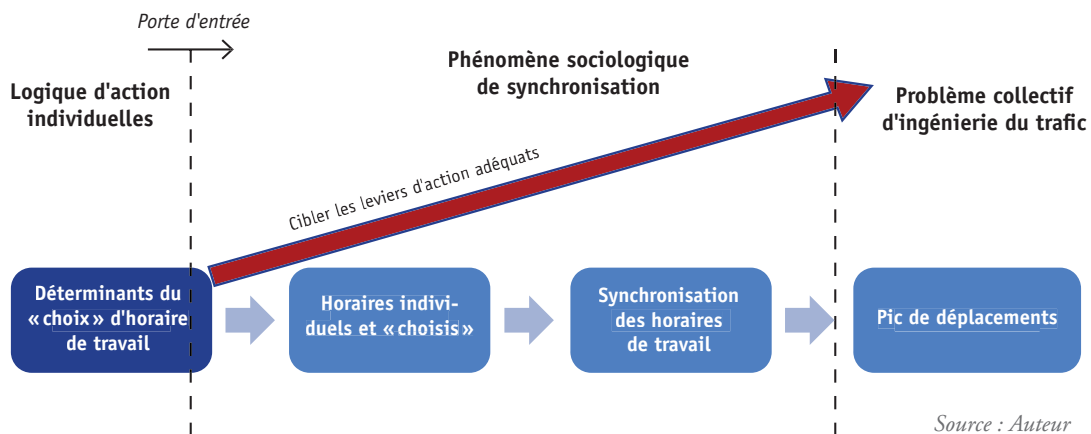 Porte d'entrée
Logique d'action
individuelles
Phénomène sociologique
de synchronisation
Problème collectif
d'ingénierie du trafic
Cibler les leviers d'action adéquats
Déterminants du
«choix» d'horaire
de travail
Horaires indivi-
duels et «choisis»
Synchronisation
des horaires
de travail
Pic de déplacements
Source : Auteur